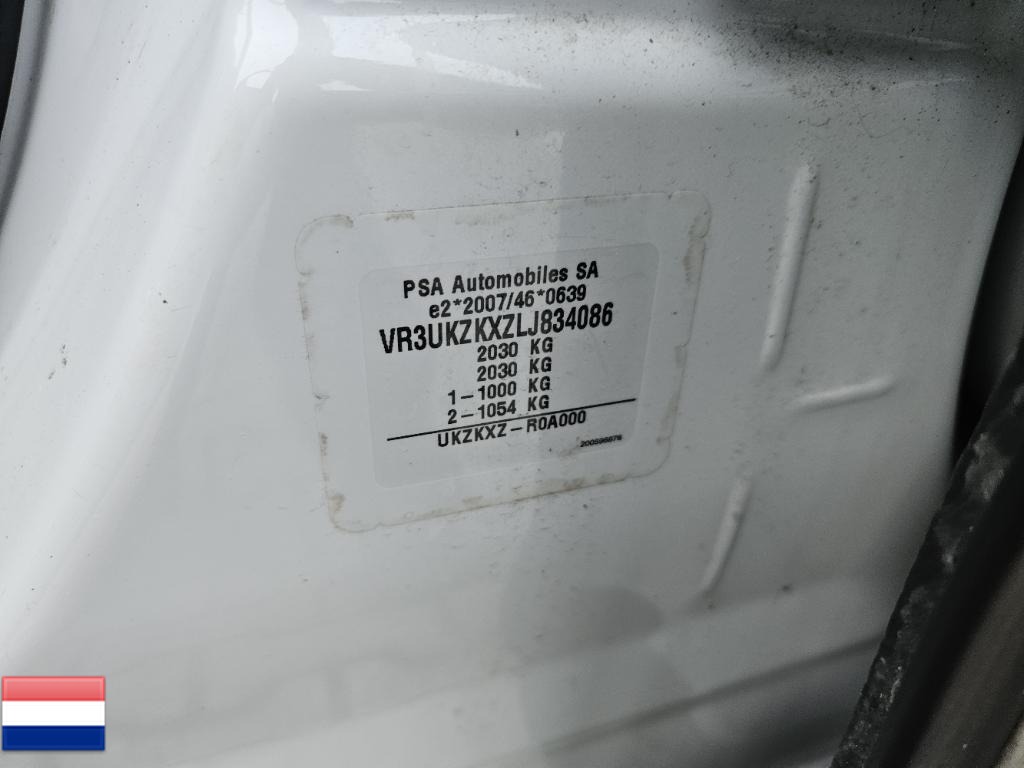 PSA Automobiles SA
e2*2007/46*0639
VR3UKZKXZLJ834086
2030 KG
2030 KG
1-1000 KG
2-1054 KG
UKZKXZ-R0A000